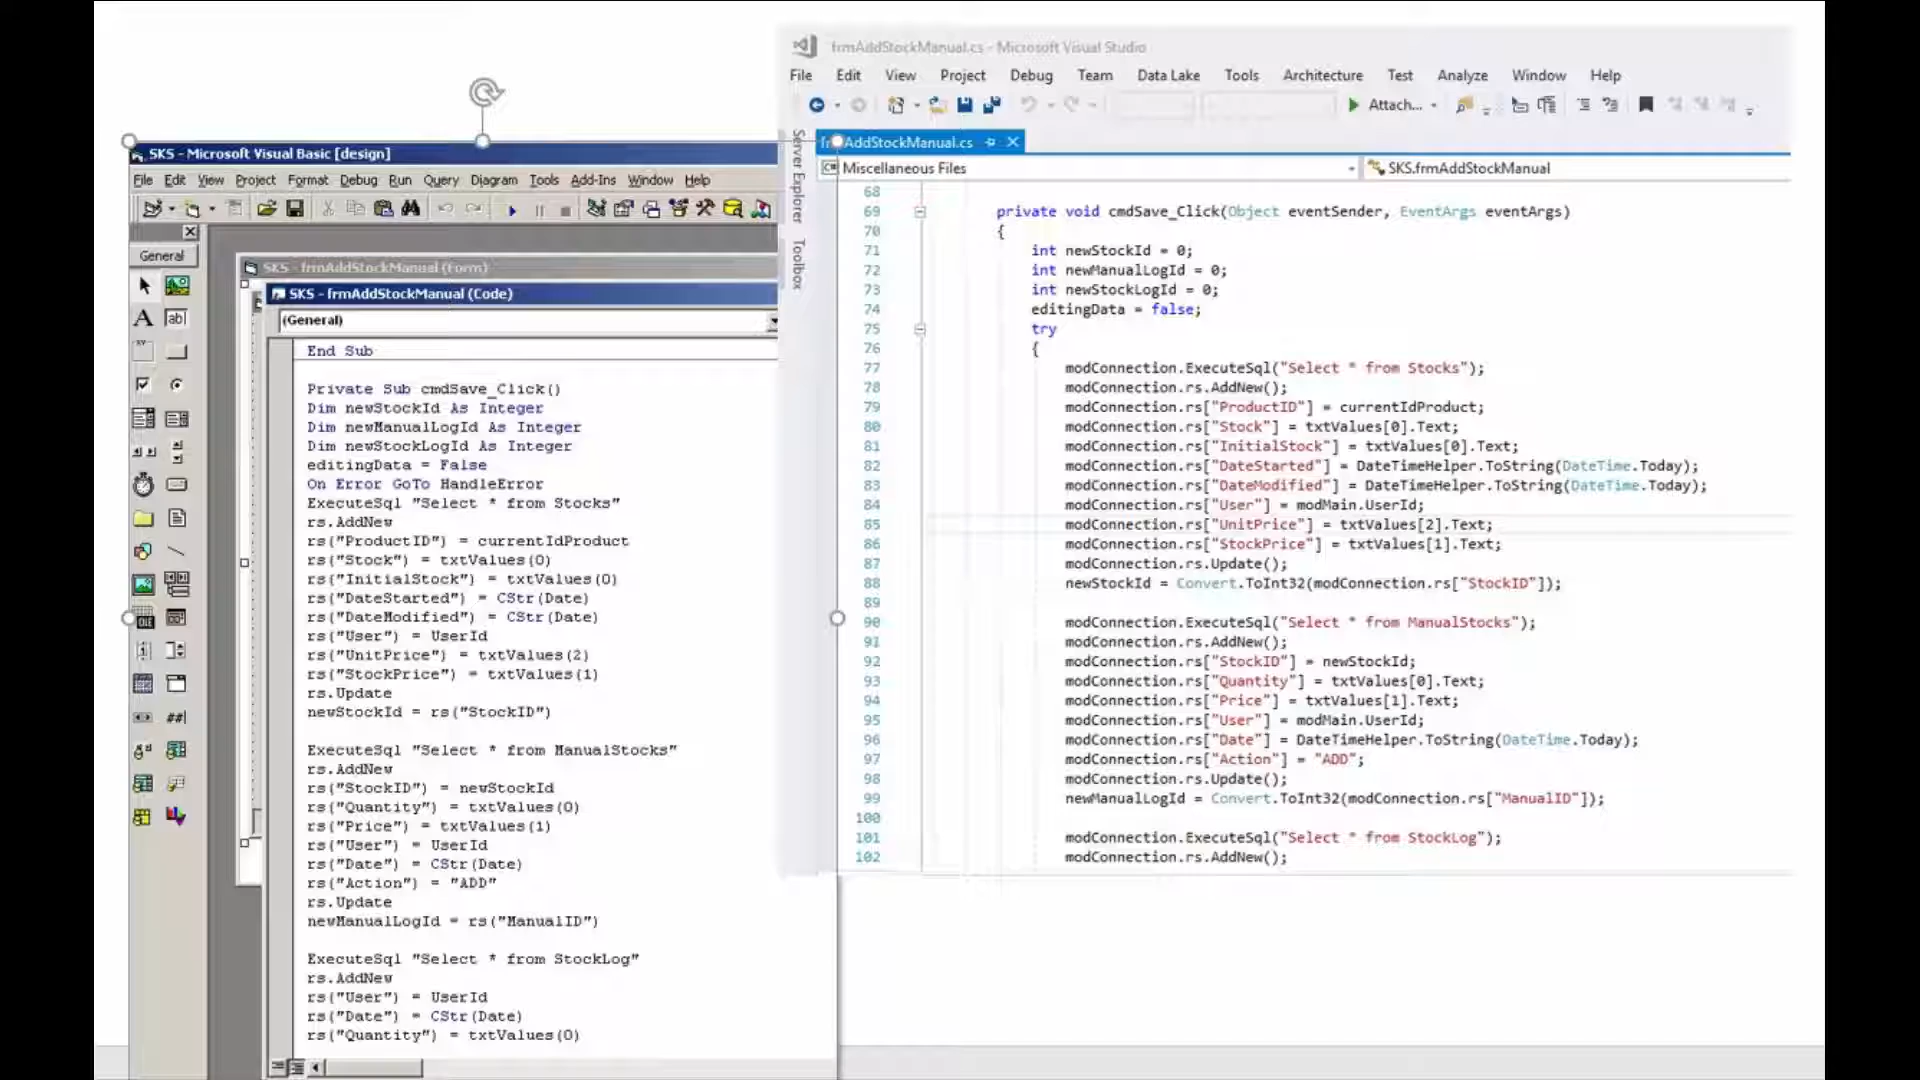 SKS - Microsoft Visual Basic [design]
File Edit View Project Format Debug Run Query Diagram Tools Add-Ins Window Help
General
SKS - frmAddStockManual (Form)
SKS - frmAddStockManual (Code)
(General)
End Sub
Private Sub cmdSave_Click()
Dim newStockId As Integer
Dim newManualLogId As Integer
Dim newStockLogId As Integer
editingData = False
On Error GoTo HandleError
ExecuteSql "Select * from Stocks"
rs.AddNew
rs("ProductID") = currentIdProduct
rs("Stock") = txtValues(0)
rs("InitialStock") = txtValues(0)
rs("DateStarted") = CStr(Date)
rs("DateModified") = CStr(Date)
rs("User") = UserId
rs("UnitPrice") = txtValues(2)
rs("StockPrice") = txtValues(1)
rs.Update
newStockId = rs("StockID")
ExecuteSql "Select * from ManualStocks"
rs.AddNew
rs("StockID") = newStockId
rs("Quantity") = txtValues(0)
rs("Price") = txtValues(1)
rs("User") = UserId
rs("Date") = CStr(Date)
rs("Action") = "ADD"
rs.Update
newManualLogId = rs("ManualID")
ExecuteSql "Select * from StockLog"
rs.AddNew
rs("User") = UserId
rs("Date") = CStr(Date)
rs("Quantity") = txtValues(0)
frmAddStockManual.cs - Microsoft Visual Studio
File Edit View Project Debug Team Data Lake Tools Architecture Test Analyze Window Help
Attach...
Server Explorer
Toolbox
AddStockManual.cs
Miscellaneous Files
SKS.frmAddStockManual
68
69 private void cmdSave_Click(Object eventSender, EventArgs eventArgs)
70 {
71 int newStockId = 0;
72 int newManualLogId = 0;
73 int newStockLogId = 0;
74 editingData = false;
75 try
76 {
77 modConnection.ExecuteSql("Select * from Stocks");
78 modConnection.rs.AddNew();
79 modConnection.rs["ProductID"] = currentIdProduct;
80 modConnection.rs["Stock"] = txtValues[0].Text;
81 modConnection.rs["InitialStock"] = txtValues[0].Text;
82 modConnection.rs["DateStarted"] = DateTimeHelper.ToString(DateTime.Today);
83 modConnection.rs["DateModified"] = DateTimeHelper.ToString(DateTime.Today);
84 modConnection.rs["User"] = modMain.UserId;
85 modConnection.rs["UnitPrice"] = txtValues[2].Text;
86 modConnection.rs["StockPrice"] = txtValues[1].Text;
87 modConnection.rs.Update();
88 newStockId = Convert.ToInt32(modConnection.rs["StockID"]);
89
90 modConnection.ExecuteSql("Select * from ManualStocks");
91 modConnection.rs.AddNew();
92 modConnection.rs["StockID"] = newStockId;
93 modConnection.rs["Quantity"] = txtValues[0].Text;
94 modConnection.rs["Price"] = txtValues[1].Text;
95 modConnection.rs["User"] = modMain.UserId;
96 modConnection.rs["Date"] = DateTimeHelper.ToString(DateTime.Today);
97 modConnection.rs["Action"] = "ADD";
98 modConnection.rs.Update();
99 newManualLogId = Convert.ToInt32(modConnection.rs["ManualID"]);
100
101 modConnection.ExecuteSql("Select * from StockLog");
102 modConnection.rs.AddNew();